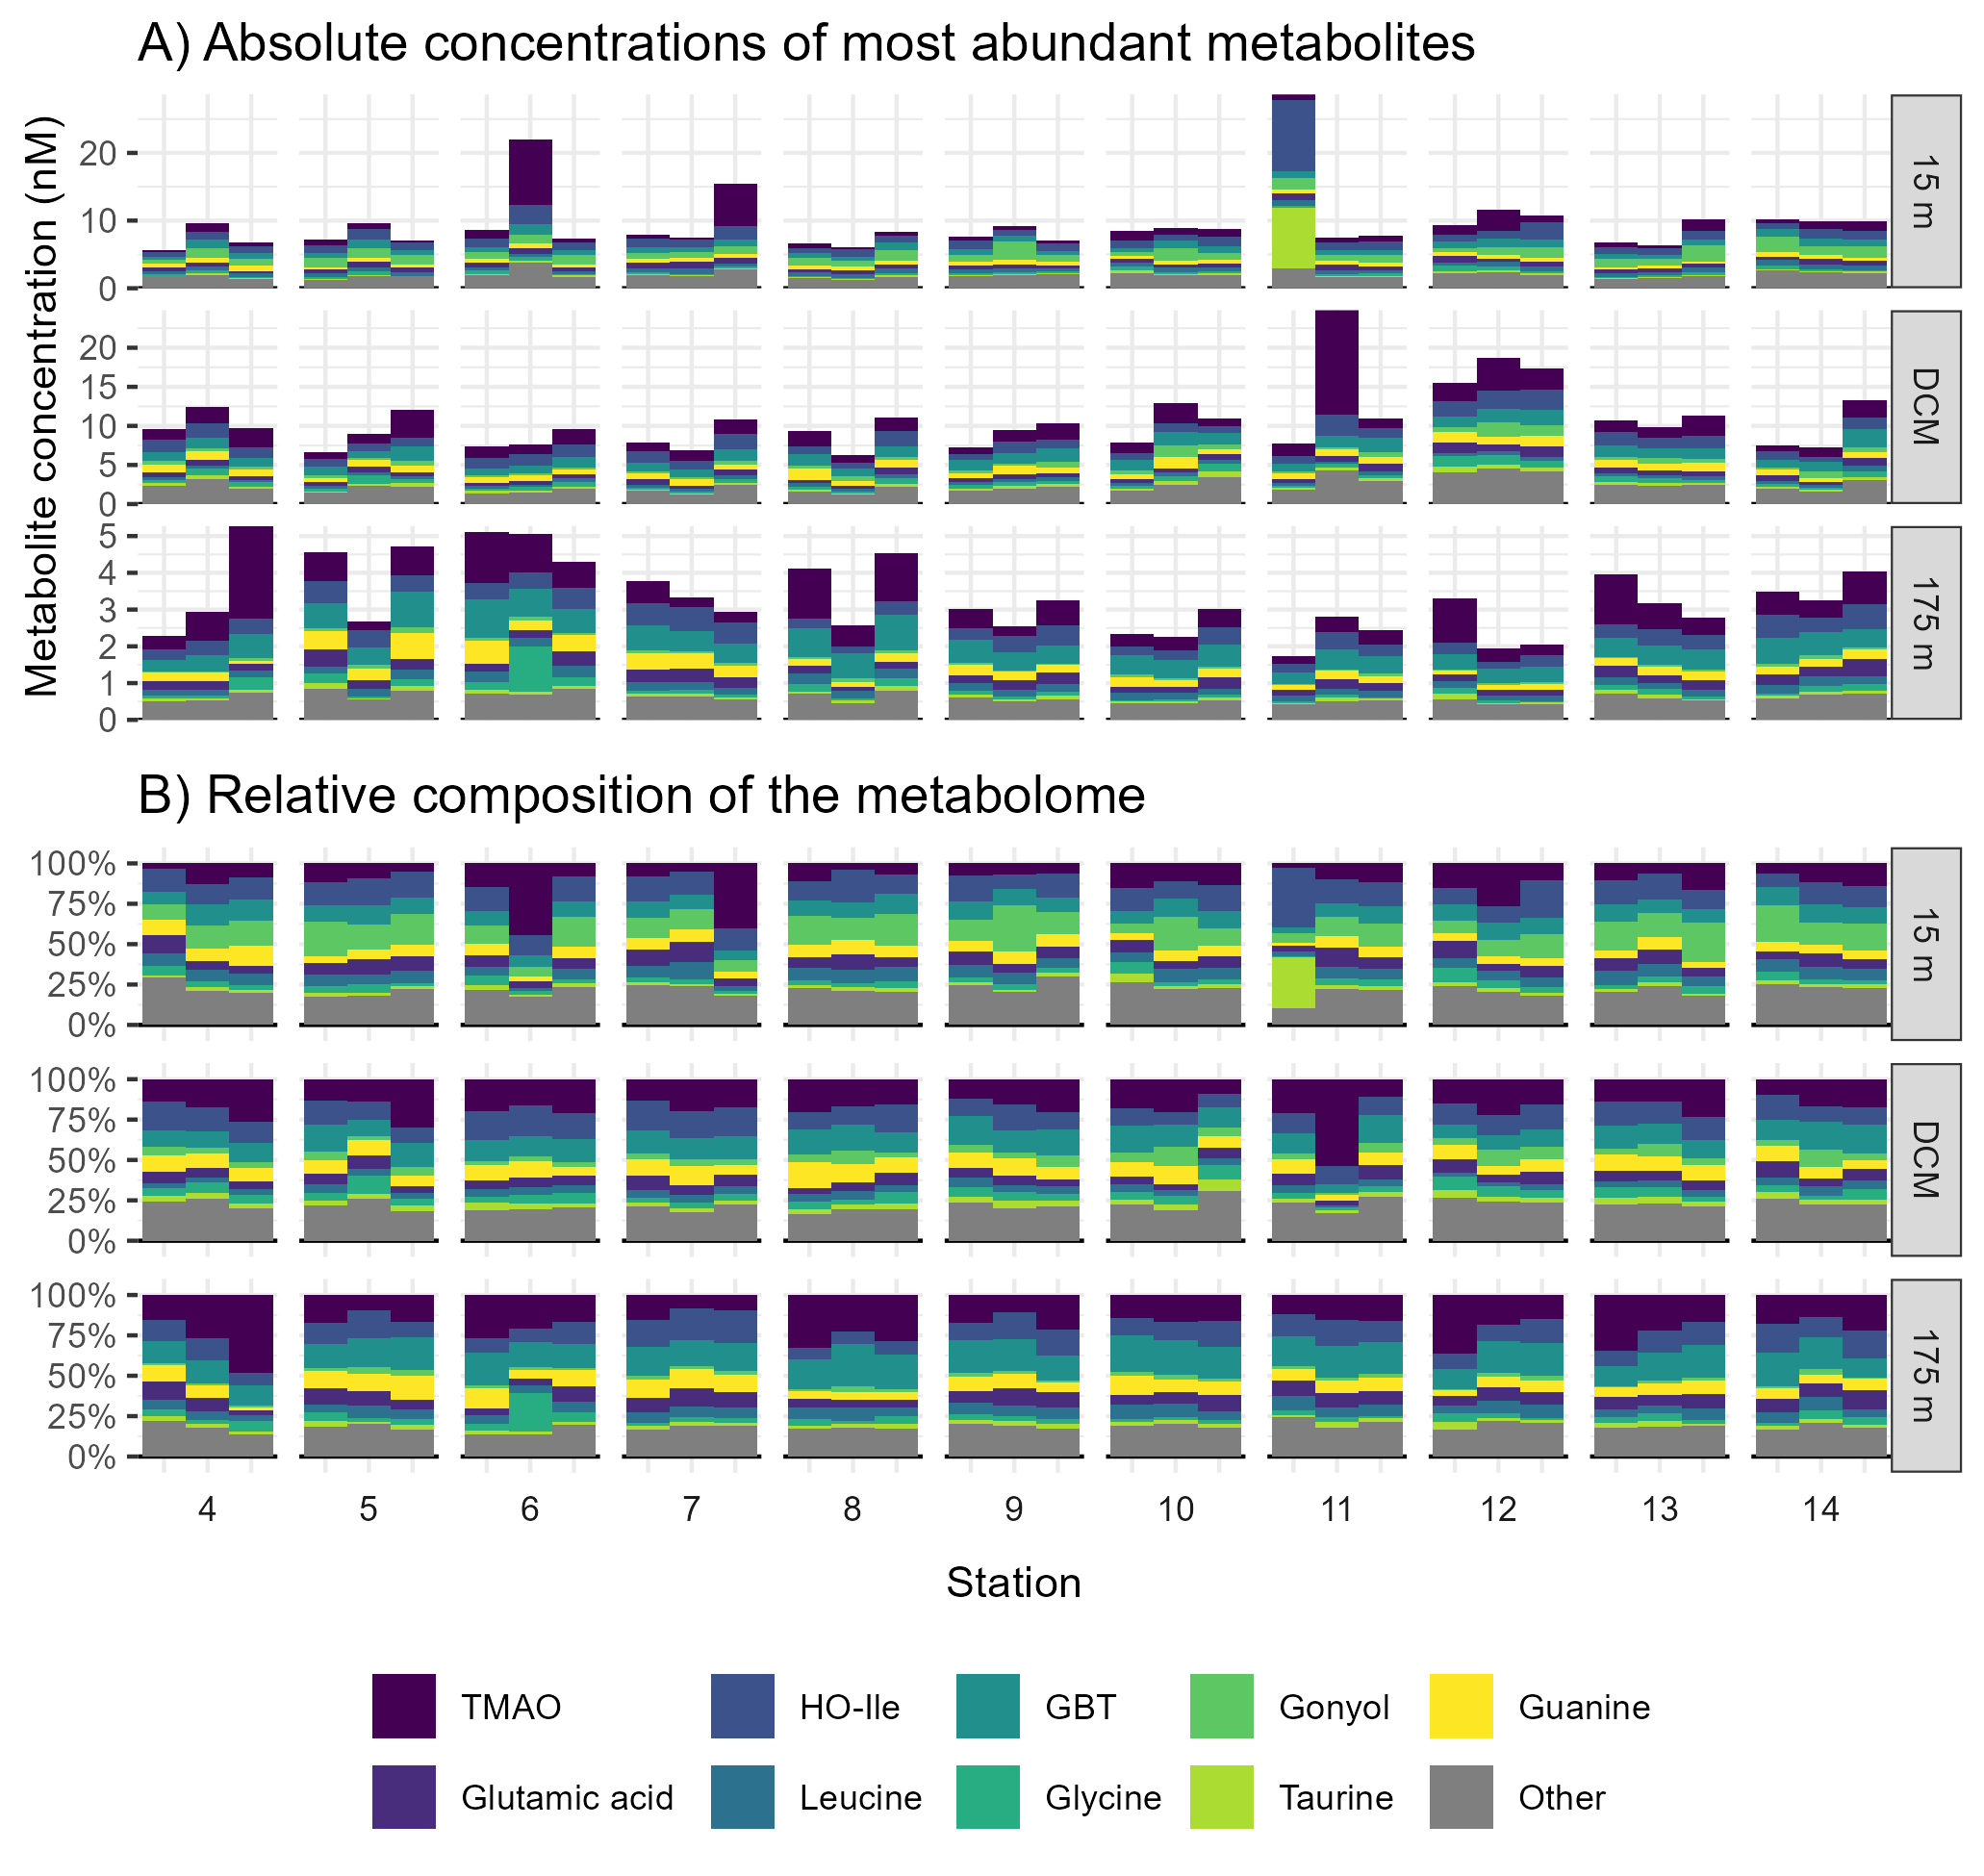 A) Absolute concentrations of most abundant metabolites
Metabolite concentration (nM)
20
10
0
15 m
20
15
10
5
0
DCM
5
4
3
2
1
0
175 m
B) Relative composition of the metabolome
100%
75%
50%
25%
0%
15 m
100%
75%
50%
25%
0%
DCM
100%
75%
50%
25%
0%
175 m
4 5 6 7 8 9 10 11 12 13 14
Station
TMAO HO-Ile GBT Gonyol Guanine
Glutamic acid Leucine Glycine Taurine Other